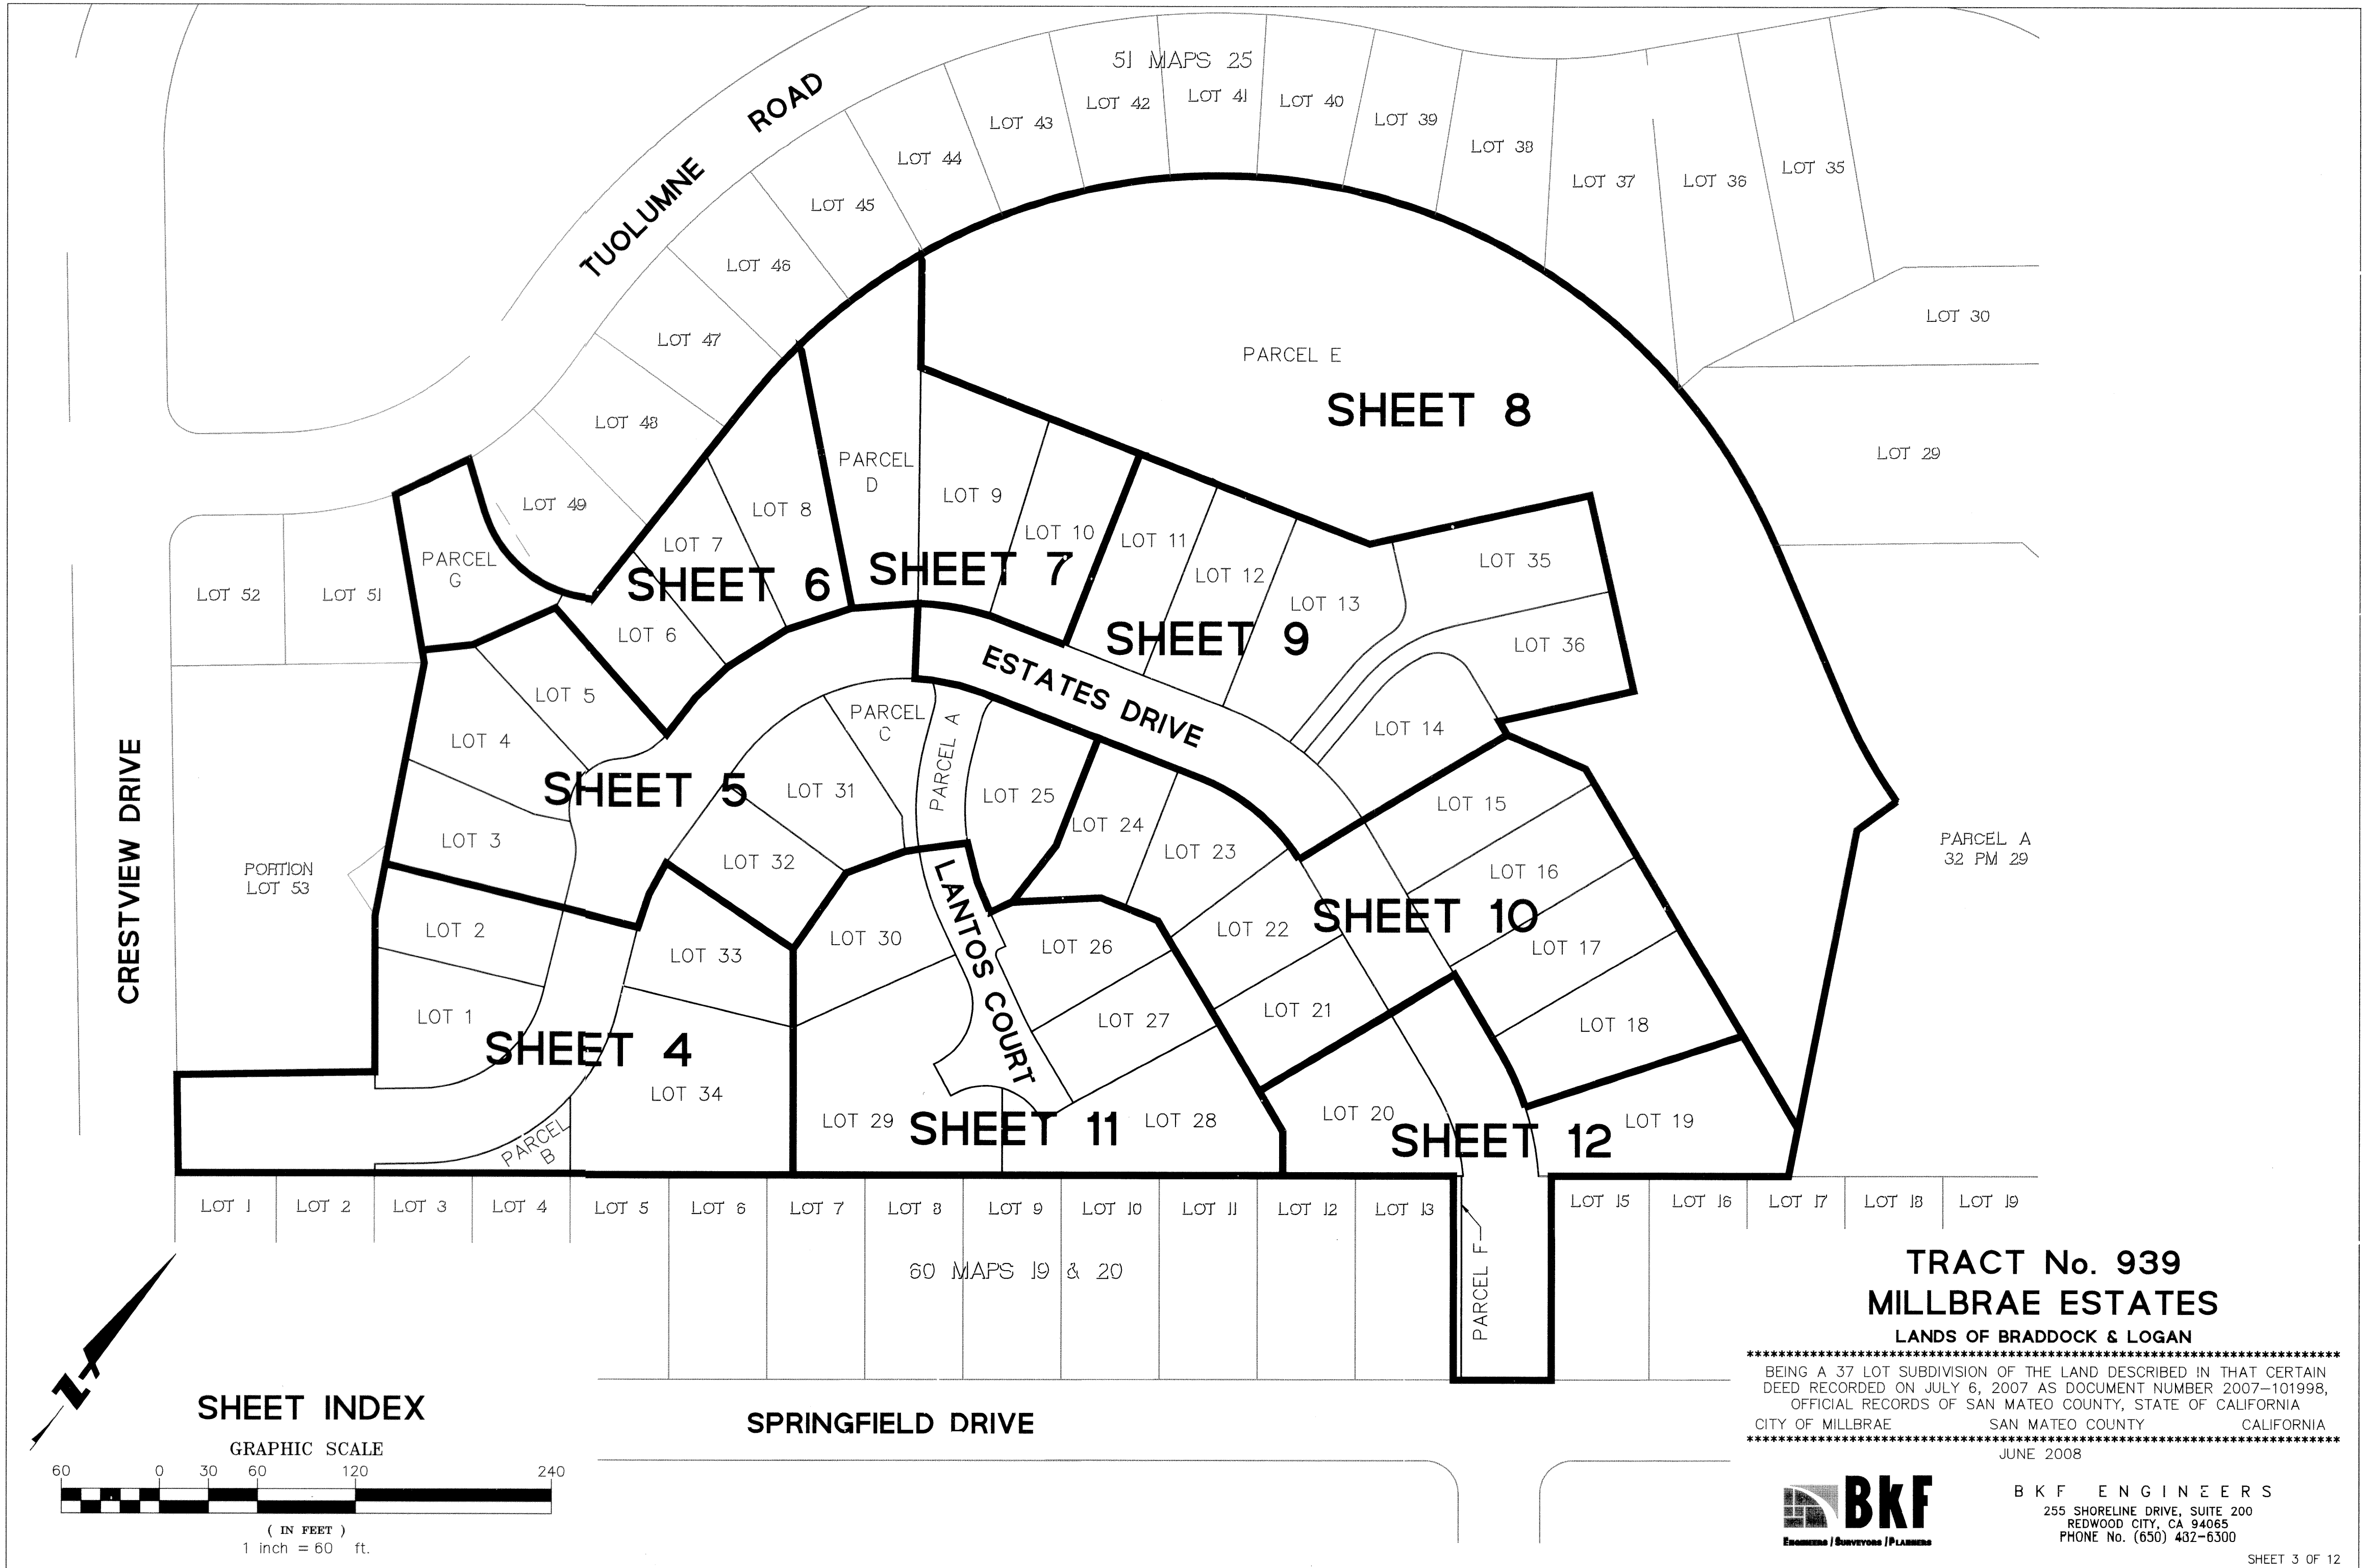 51 MAPS 25
TUOLUMNE ROAD
LOT 35
LOT 36
LOT 37
LOT 38
LOT 39
LOT 40
LOT 41
LOT 42
LOT 43
LOT 44
LOT 45
LOT 46
LOT 47
LOT 48
LOT 49
LOT 30
LOT 29
PARCEL E
SHEET 8
PARCEL
D
LOT 9
LOT 10
SHEET 7
LOT 8
LOT 7
SHEET 6
LOT 6
PARCEL
G
LOT 52
LOT 51
LOT 11
LOT 12
LOT 13
SHEET 9
LOT 35
LOT 36
LOT 14
ESTATES DRIVE
LOT 5
LOT 4
LOT 3
SHEET 5
LOT 31
LOT 32
PARCEL
C
PARCEL A
LOT 25
LOT 24
LOT 23
LOT 22
LOT 21
SHEET 10
LOT 15
LOT 16
LOT 17
LOT 18
PARCEL A
32 PM 29
CRESTVIEW DRIVE
PORTION
LOT 53
LOT 2
LOT 1
SHEET 4
LOT 33
LOT 34
PARCEL
B
LOT 30
LANTOS COURT
LOT 26
LOT 27
LOT 29
SHEET 11
LOT 28
LOT 20
SHEET 12
LOT 19
LOT 1
LOT 2
LOT 3
LOT 4
LOT 5
LOT 6
LOT 7
LOT 8
LOT 9
LOT 10
LOT 11
LOT 12
LOT 13
LOT 15
LOT 16
LOT 17
LOT 18
LOT 19
60 MAPS 19 & 20
PARCEL F
SPRINGFIELD DRIVE
N
SHEET INDEX
GRAPHIC SCALE
60 0 30 60 120 240
( IN FEET )
1 inch = 60 ft.
TRACT No. 939
MILLBRAE ESTATES
LANDS OF BRADDOCK & LOGAN
BEING A 37 LOT SUBDIVISION OF THE LAND DESCRIBED IN THAT CERTAIN
DEED RECORDED ON JULY 6, 2007 AS DOCUMENT NUMBER 2007-101998,
OFFICIAL RECORDS OF SAN MATEO COUNTY, STATE OF CALIFORNIA
CITY OF MILLBRAE SAN MATEO COUNTY CALIFORNIA
JUNE 2008
BKF
ENGINEERS / SURVEYORS / PLANNERS
BKF ENGINEERS
255 SHORELINE DRIVE, SUITE 200
REDWOOD CITY, CA 94065
PHONE No. (650) 482-6300
SHEET 3 OF 12